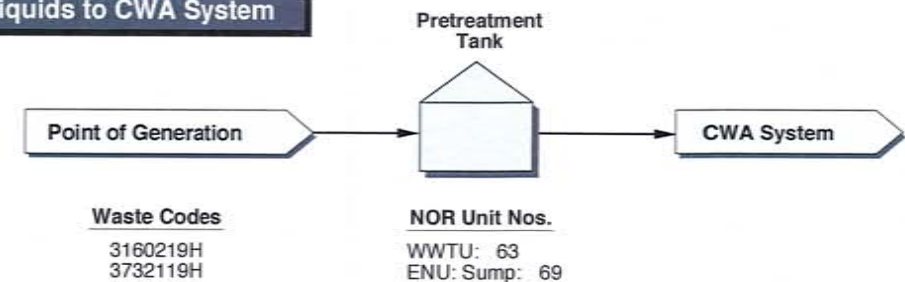 iquids to CWA System
Pretreatment
Tank
Point of Generation
CWA System
Waste Codes
3160219H
3732119H
NOR Unit Nos.
WWTU: 63
ENU: Sump: 69